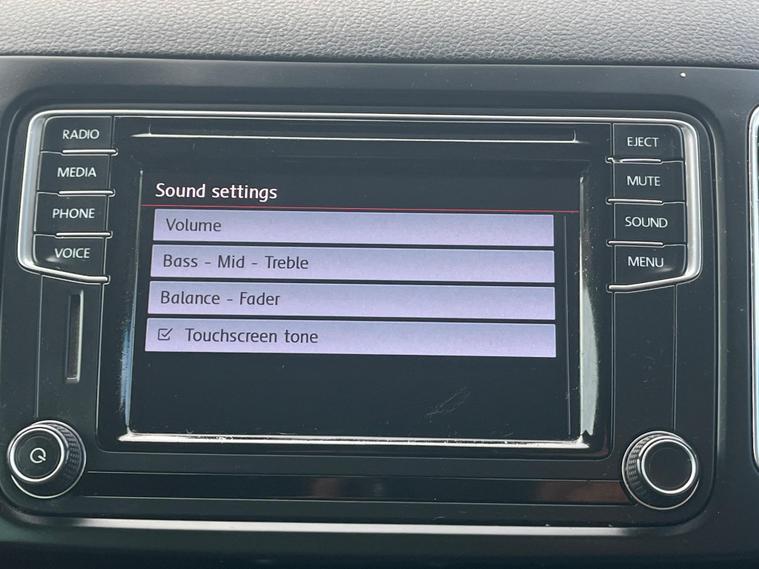 RADIO
MEDIA
PHONE
VOICE
Sound settings
Volume
Bass - Mid - Treble
Balance - Fader
Touchscreen tone
EJECT
MUTE
SOUND
MENU